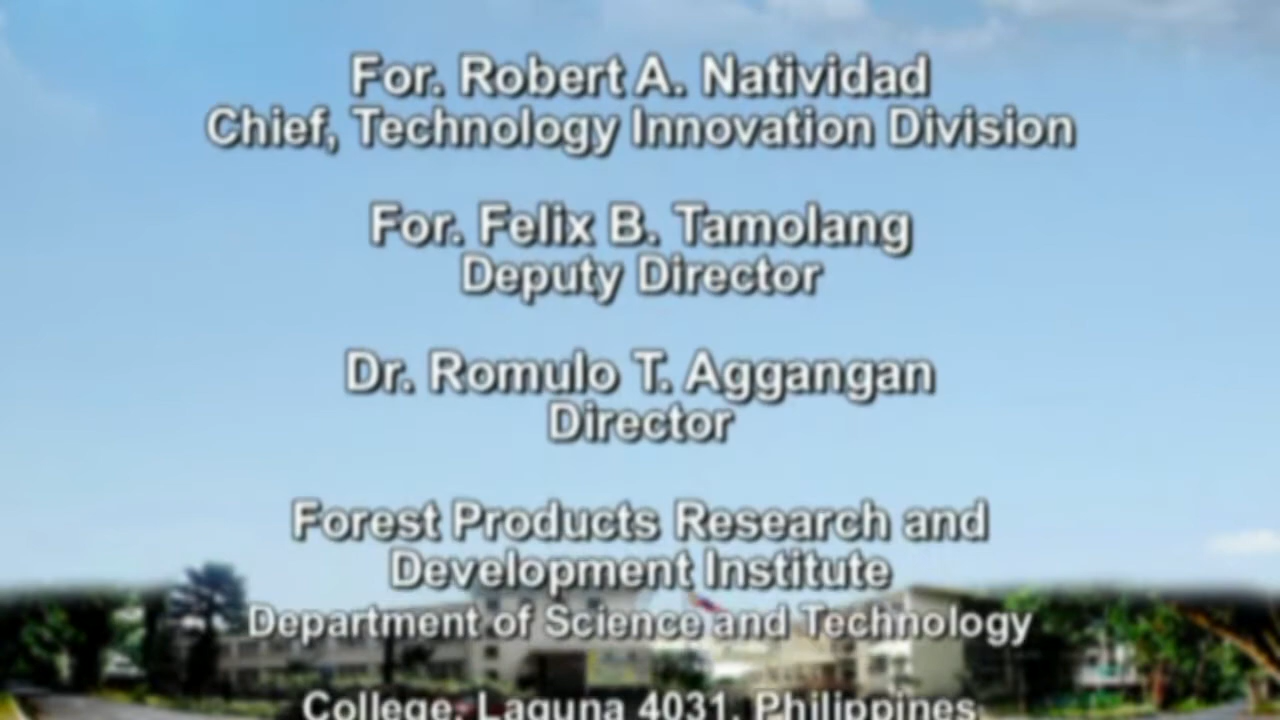 For. Robert A. Natividad
Chief, Technology Innovation Division
For. Felix B. Tamolang
Deputy Director
Dr. Romulo T. Aggangan
Director
Forest Products Research and
Development Institute
Department of Science and Technology
College, Laguna 4031, Philippines